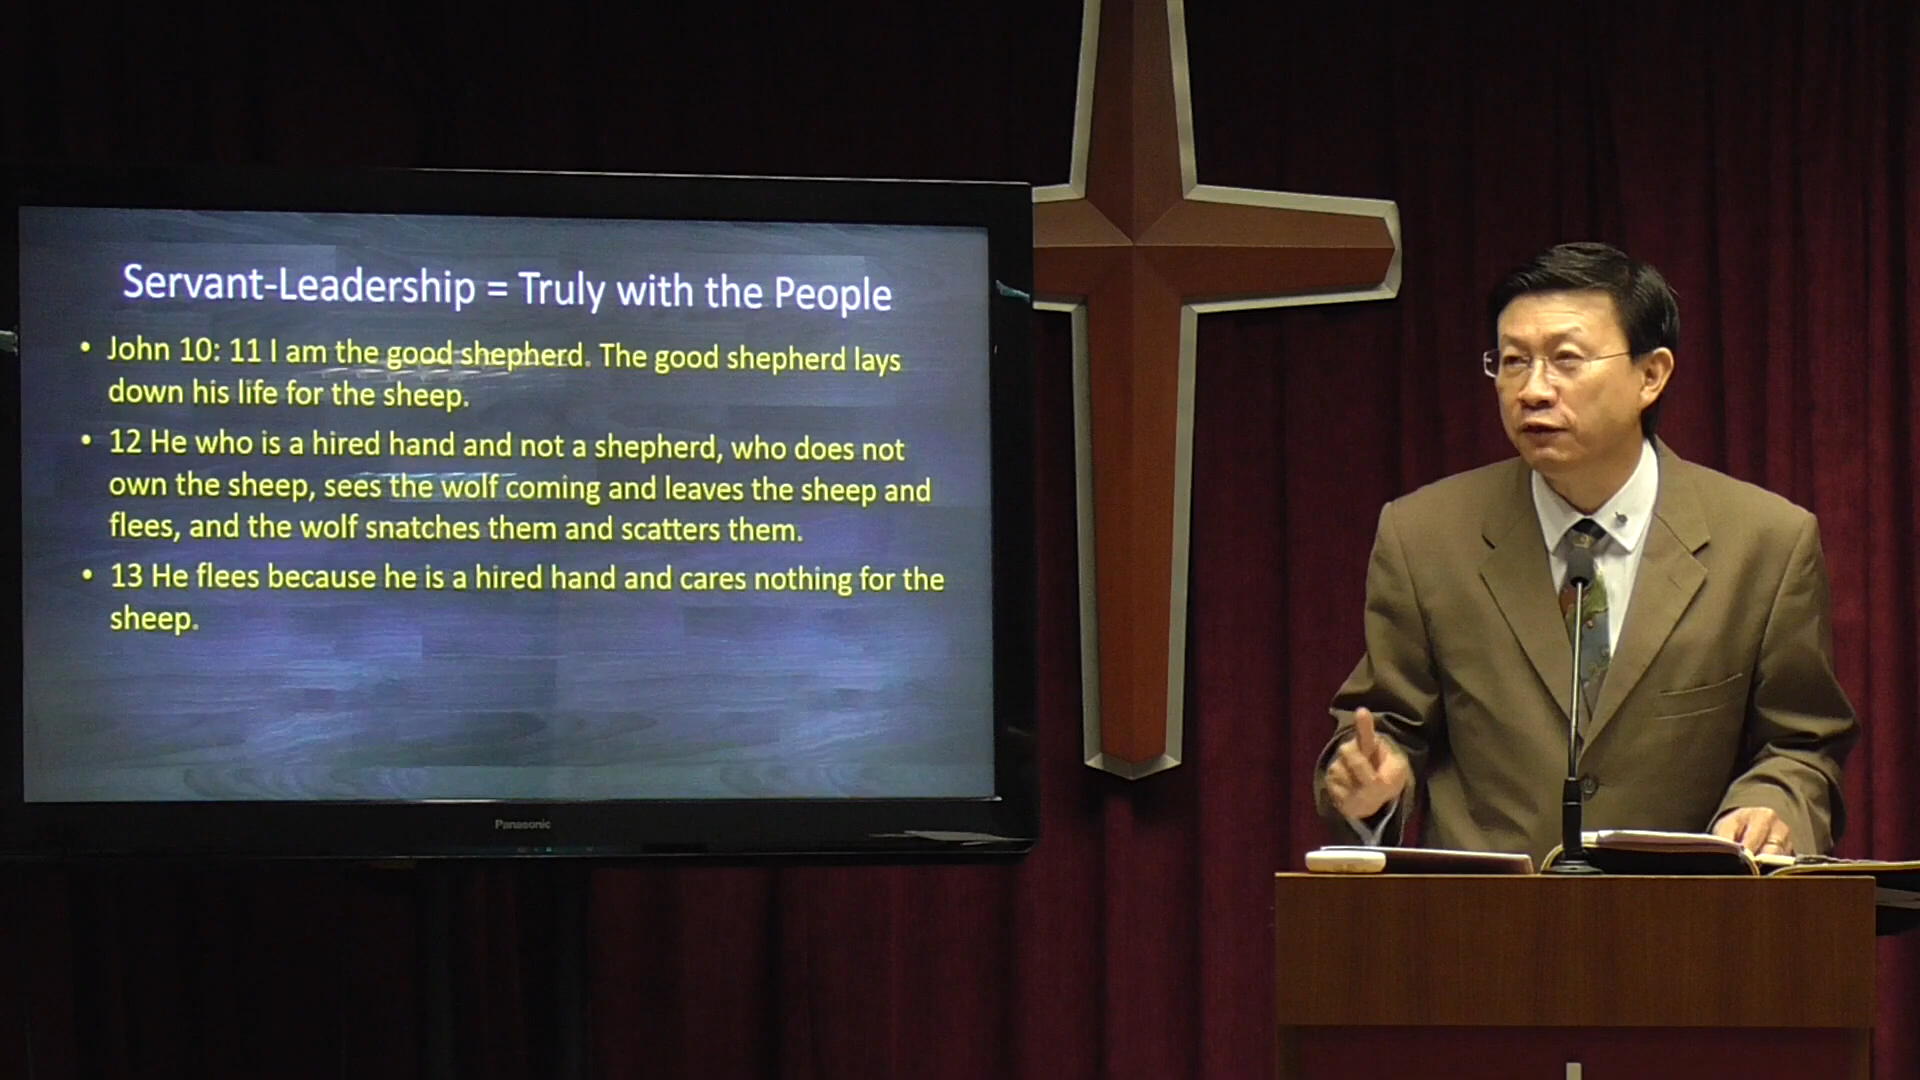 Servant-Leadership = Truly with the People
• John 10: 11 I am the good shepherd. The good shepherd lays
down his life for the sheep.
• 12 He who is a hired hand and not a shepherd, who does not
own the sheep, sees the wolf coming and leaves the sheep and
flees, and the wolf snatches them and scatters them.
• 13 He flees because he is a hired hand and cares nothing for the
sheep.
Panasonic